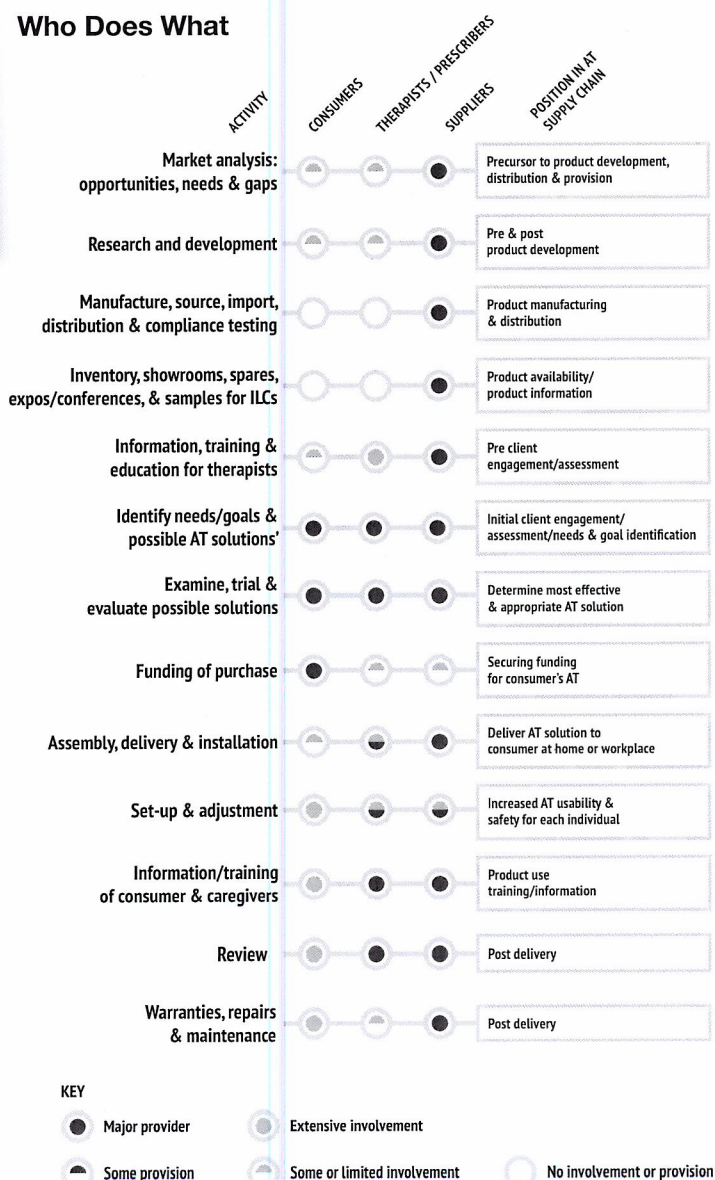 Who Does What
ACTIVITY
CONSUMERS
THERAPISTS / PRESCRIBERS
SUPPLIERS
POSITION IN AT
SUPPLY CHAIN
Market analysis:
opportunities, needs & gaps
Precursor to product development,
distribution & provision
Research and development
Pre & post
product development
Manufacture, source, import,
distribution & compliance testing
Product manufacturing
& distribution
Inventory, showrooms, spares,
expos/conferences, & samples for ILCs
Product availability/
product information
Information, training &
education for therapists
Pre client
engagement/assessment
Identify needs/goals &
possible AT solutions'
Initial client engagement/
assessment/needs & goal identification
Examine, trial &
evaluate possible solutions
Determine most effective
& appropriate AT solution
Funding of purchase
Securing funding
for consumer's AT
Assembly, delivery & installation
Deliver AT solution to
consumer at home or workplace
Set-up & adjustment
Increased AT usability &
safety for each individual
Information/training
of consumer & caregivers
Product use
training/information
Review
Post delivery
Warranties, repairs
& maintenance
Post delivery
KEY
Major provider
Extensive involvement
Some provision
Some or limited involvement
No involvement or provision